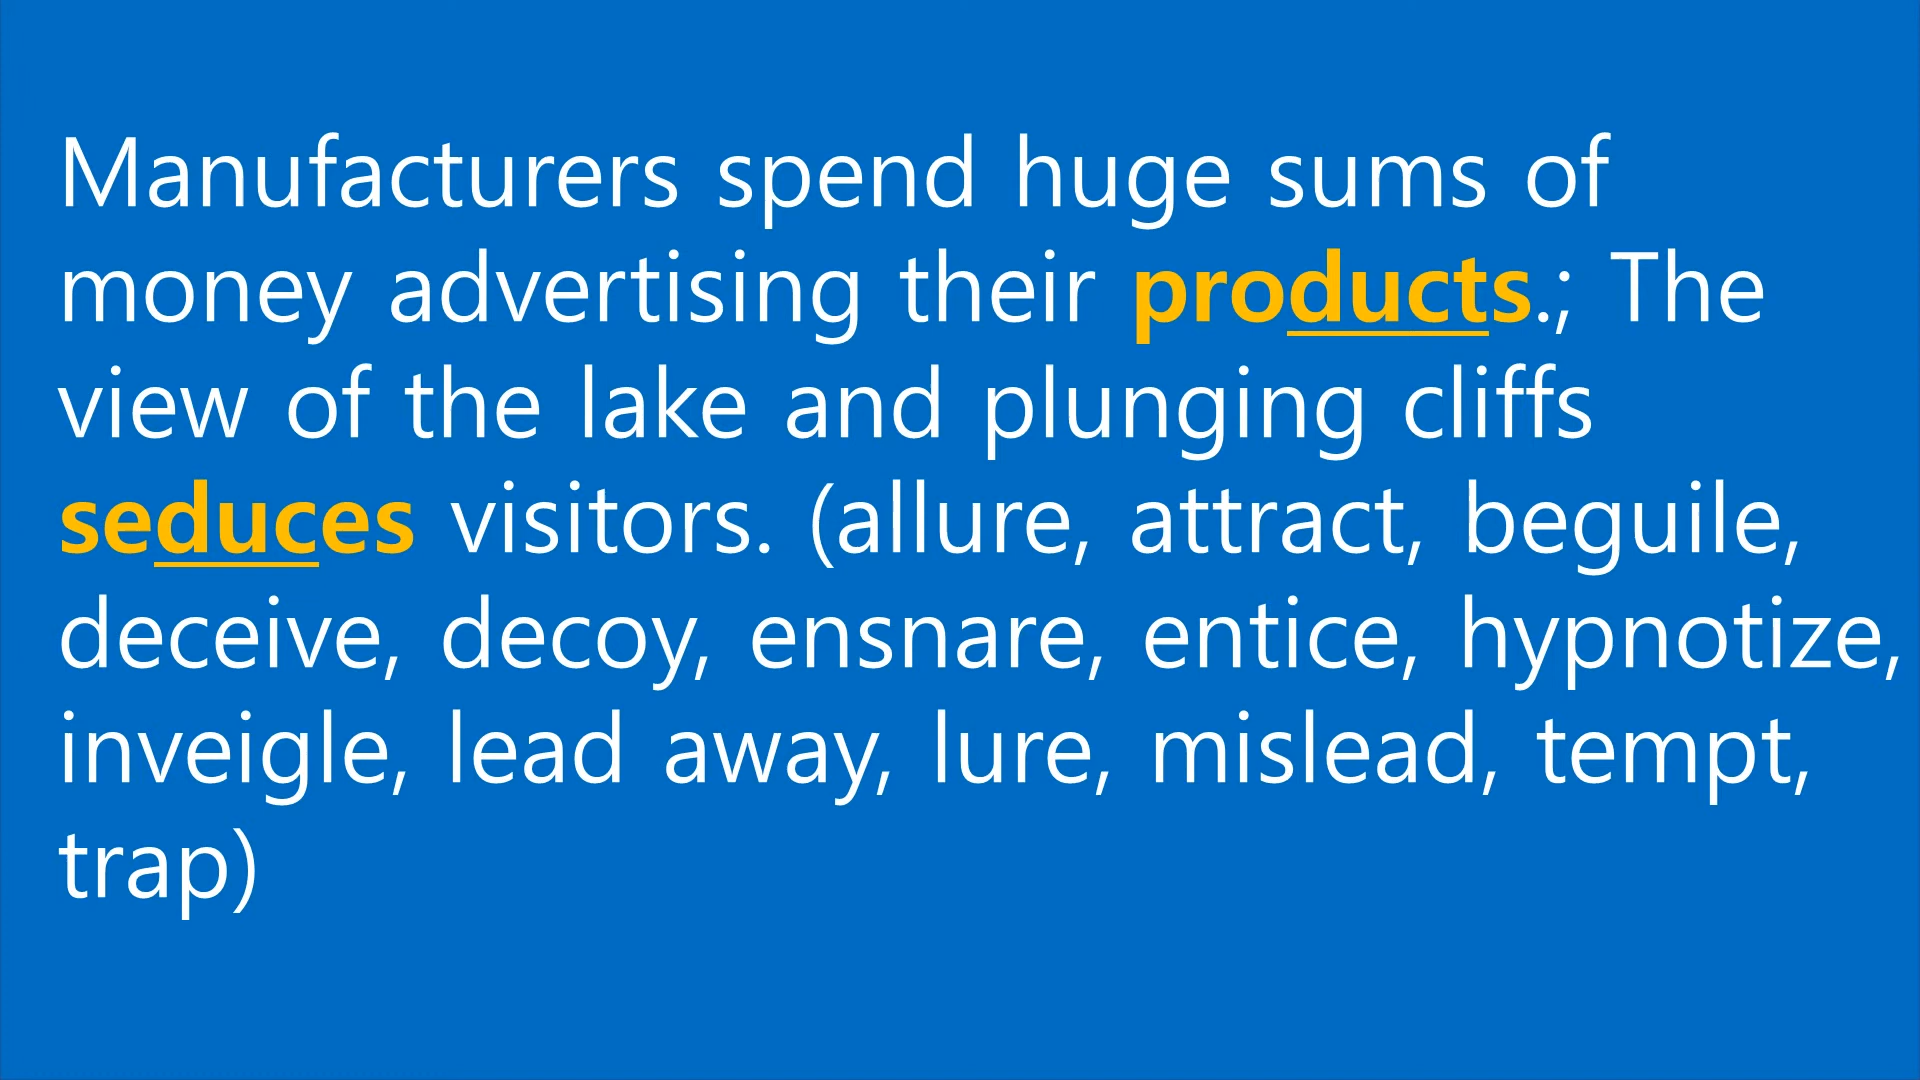 Manufacturers spend huge sums of
money advertising their products.; The
view of the lake and plunging cliffs
seduces visitors. (allure, attract, beguile,
deceive, decoy, ensnare, entice, hypnotize,
inveigle, lead away, lure, mislead, tempt,
trap)